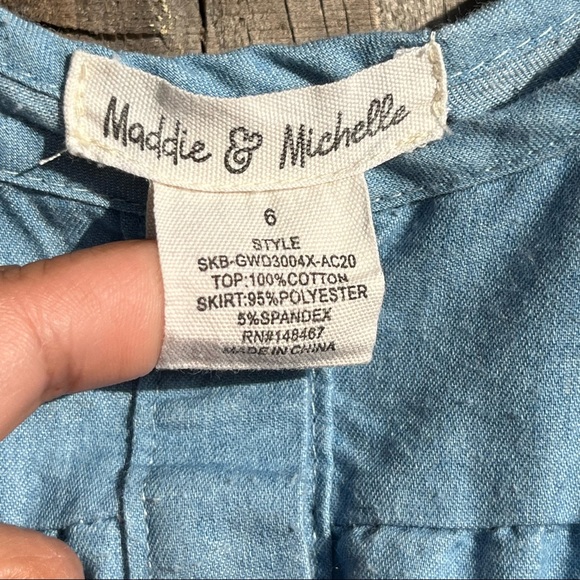 Maddie & Michelle
6
STYLE
SKB-GWD3004X-AC20
TOP:100%COTTON
SKIRT:95%POLYESTER
5%SPANDEX
RN#148467
MADE IN CHINA